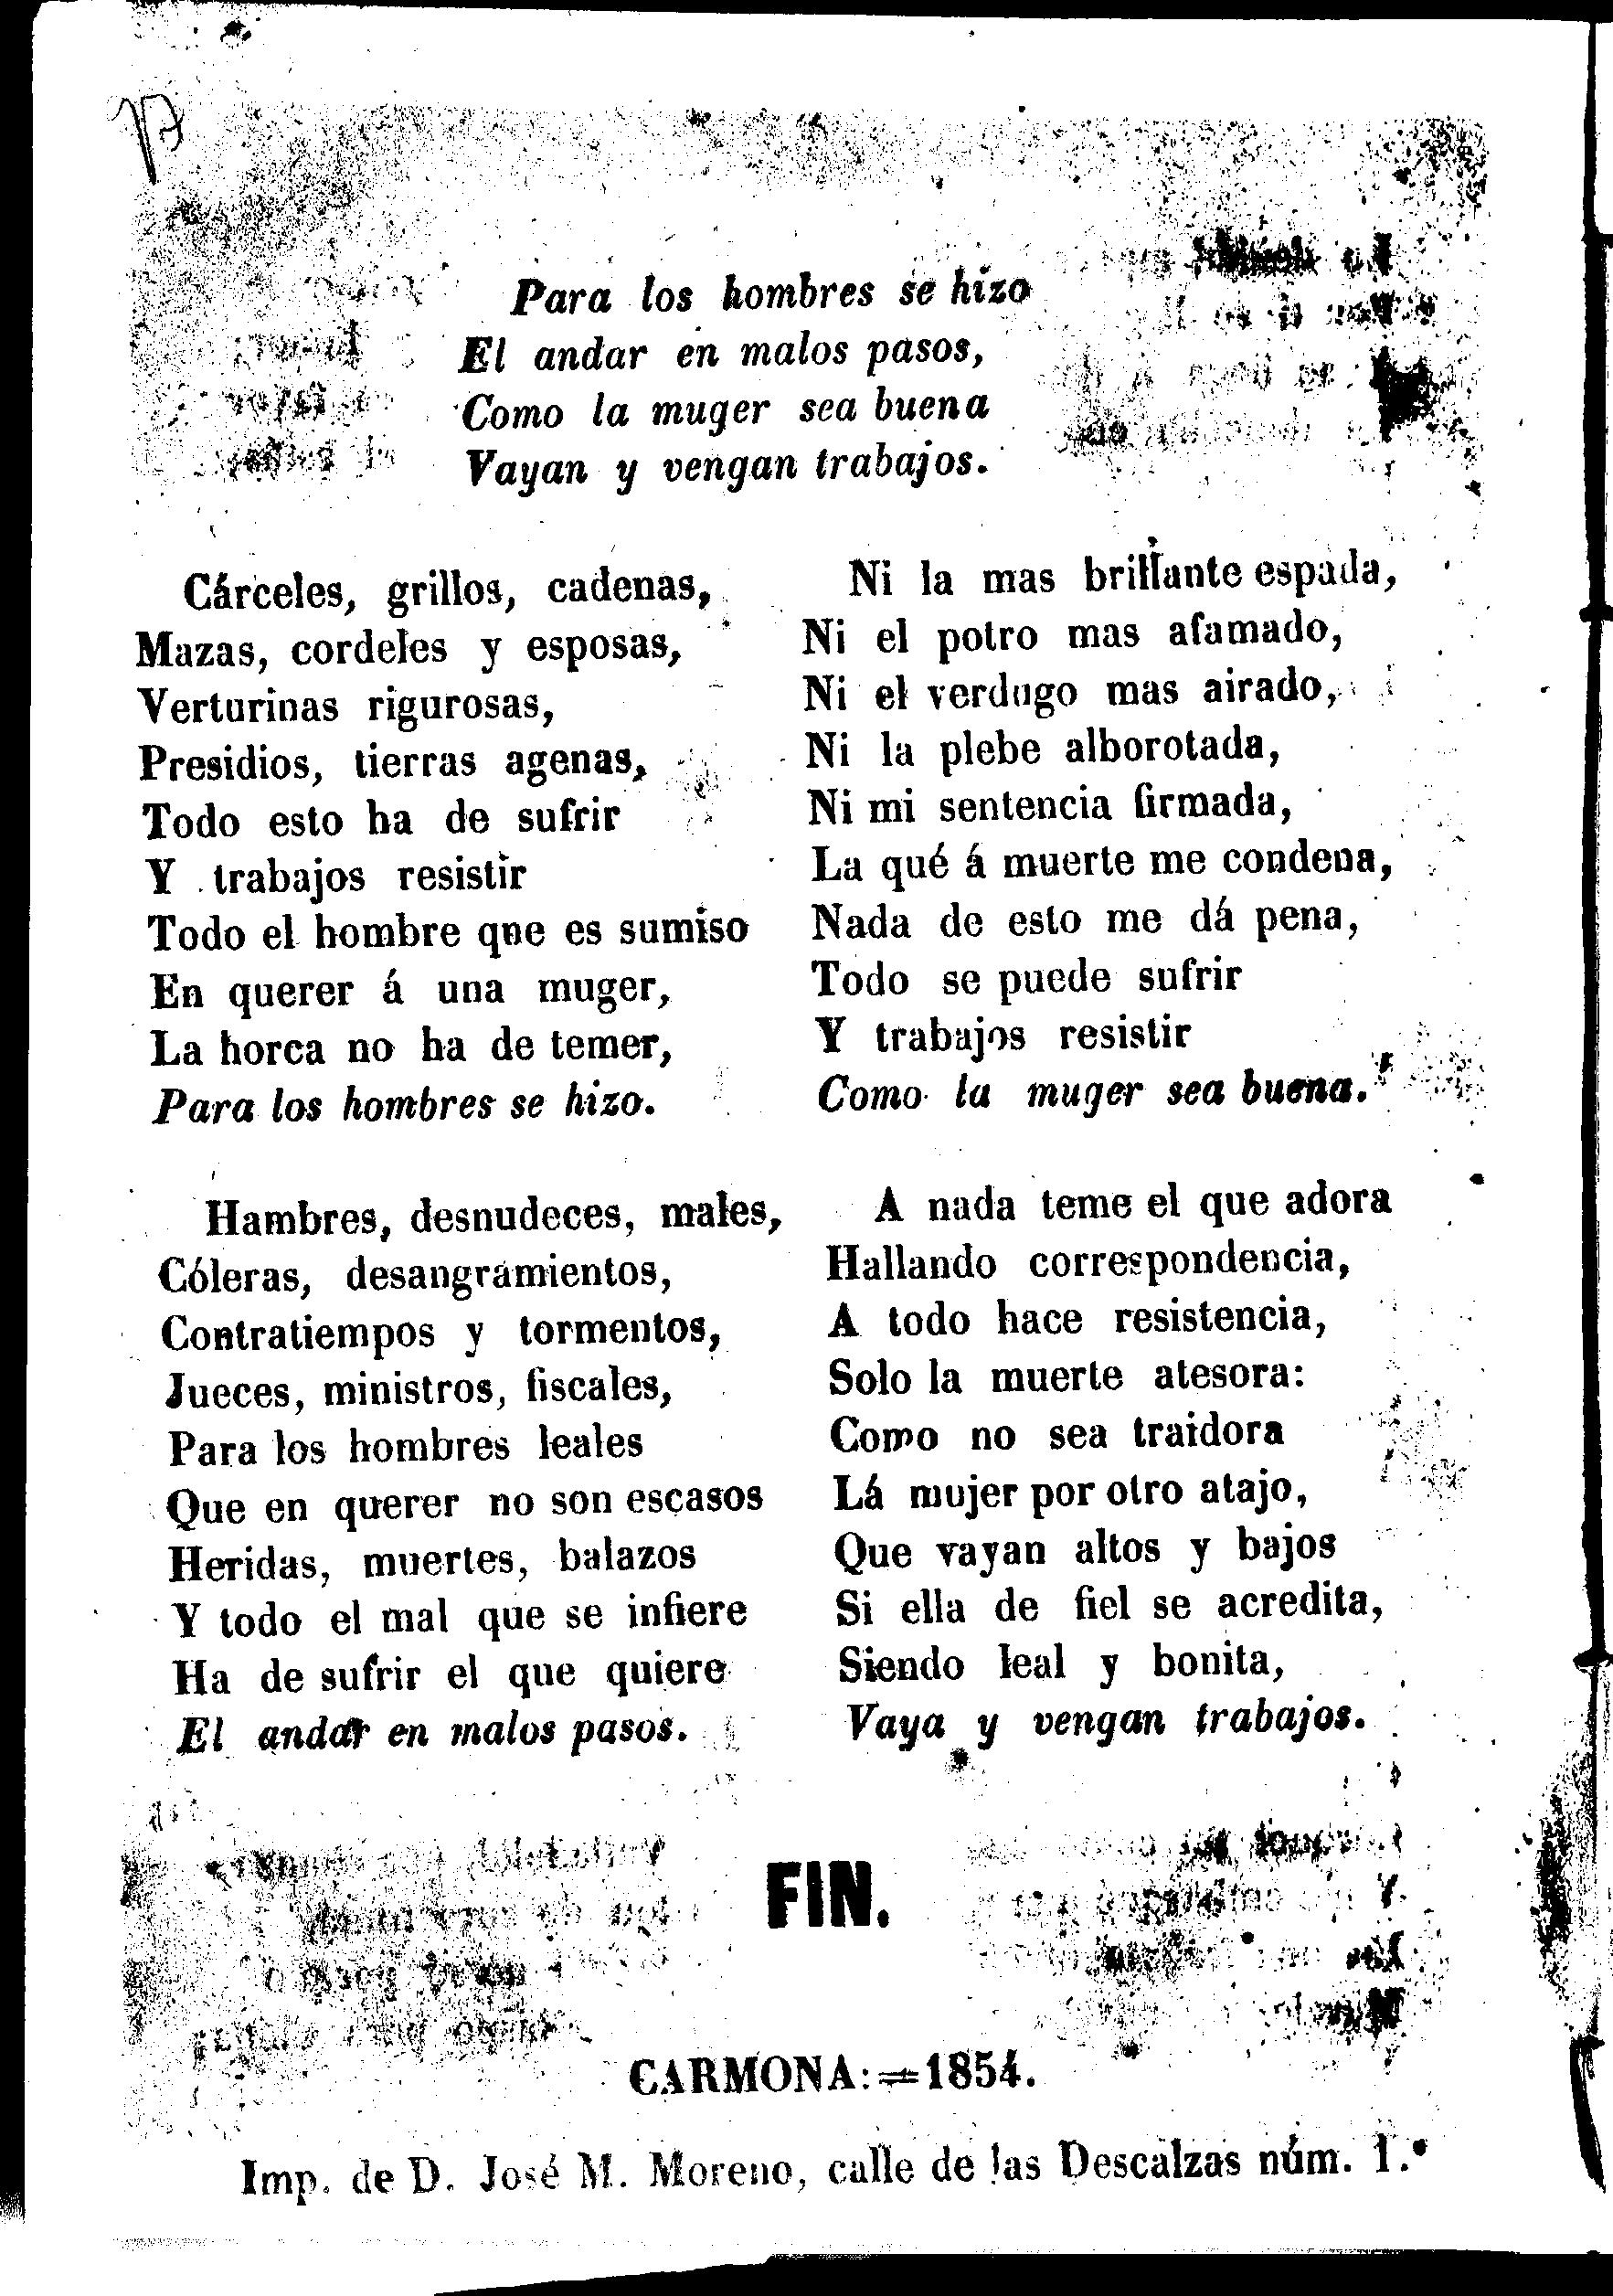 Para los hombres se hizo
El andar en malos pasos,
Como la muger sea buena
Vayan y vengan trabajos.
Cárceles, grillos, cadenas,
Mazas, cordeles y esposas,
Verturinas rigurosas,
Presidios, tierras agenas,
Todo esto ha de sufrir
Y trabajos resistir
Todo el hombre que es sumiso
En querer á una muger,
La horca no ha de temer,
Para los hombres se hizo.
Hambres, desnudeces, males,
Cóleras, desangramientos,
Contratiempos y tormentos,
Jueces, ministros, fiscales,
Para los hombres leales
Que en querer no son escasos
Heridas, muertes, balazos
Y todo el mal que se infiere
Ha de sufrir el que quiere
El andar en malos pasos.
Ni la mas brillante espada,
Ni el potro mas afamado,
Ni el verdugo mas airado,
Ni la plebe alborotada,
Ni mi sentencia firmada,
La qué á muerte me condena,
Nada de esto me dá pena,
Todo se puede sufrir
Y trabajos resistir
Como la muger sea buena.
A nada teme el que adora
Hallando correspondencia,
A todo hace resistencia,
Solo la muerte atesora:
Como no sea traidora
Lá mujer por otro atajo,
Que vayan altos y bajos
Si ella de fiel se acredita,
Siendo leal y bonita,
Vaya y vengan trabajos.
FIN.
CARMONA:=1854.
Imp. de D. José M. Moreno, calle de las Descalzas núm. 1.º